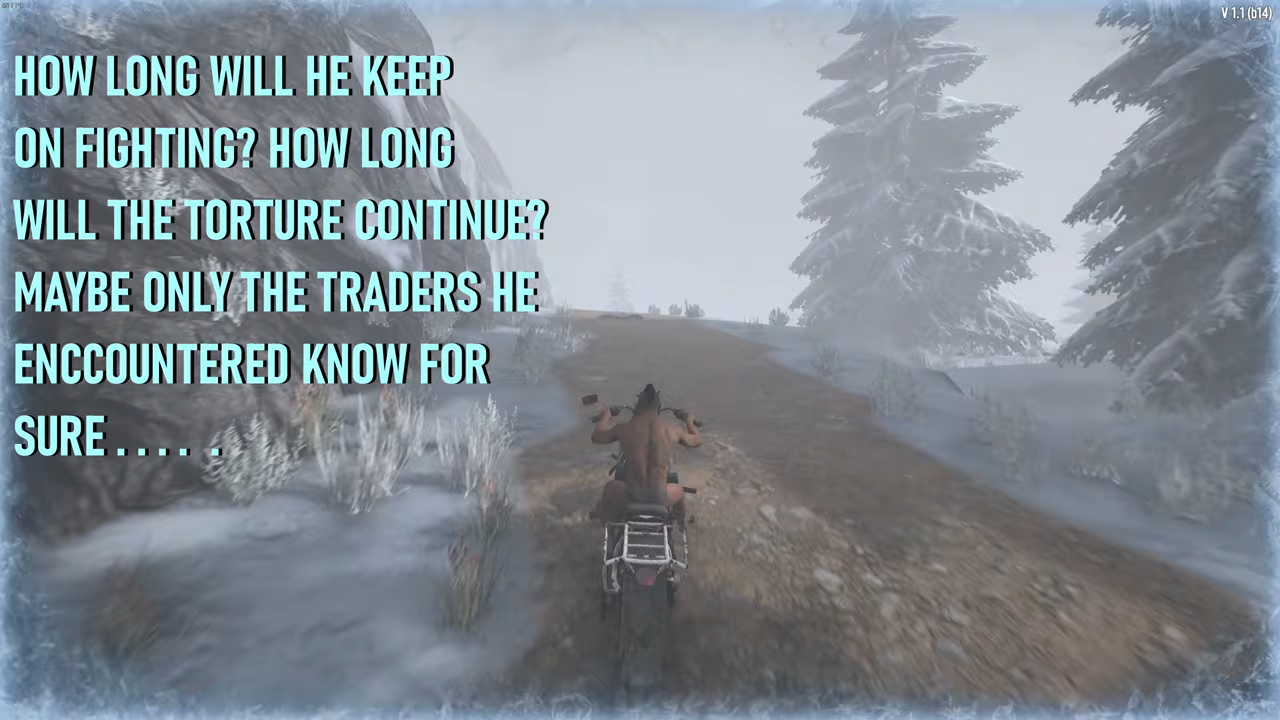 V 1.1 (b14)
HOW LONG WILL HE KEEP
ON FIGHTING? HOW LONG
WILL THE TORTURE CONTINUE?
MAYBE ONLY THE TRADERS HE
ENCCOUNTERED KNOW FOR
SURE . . . . .